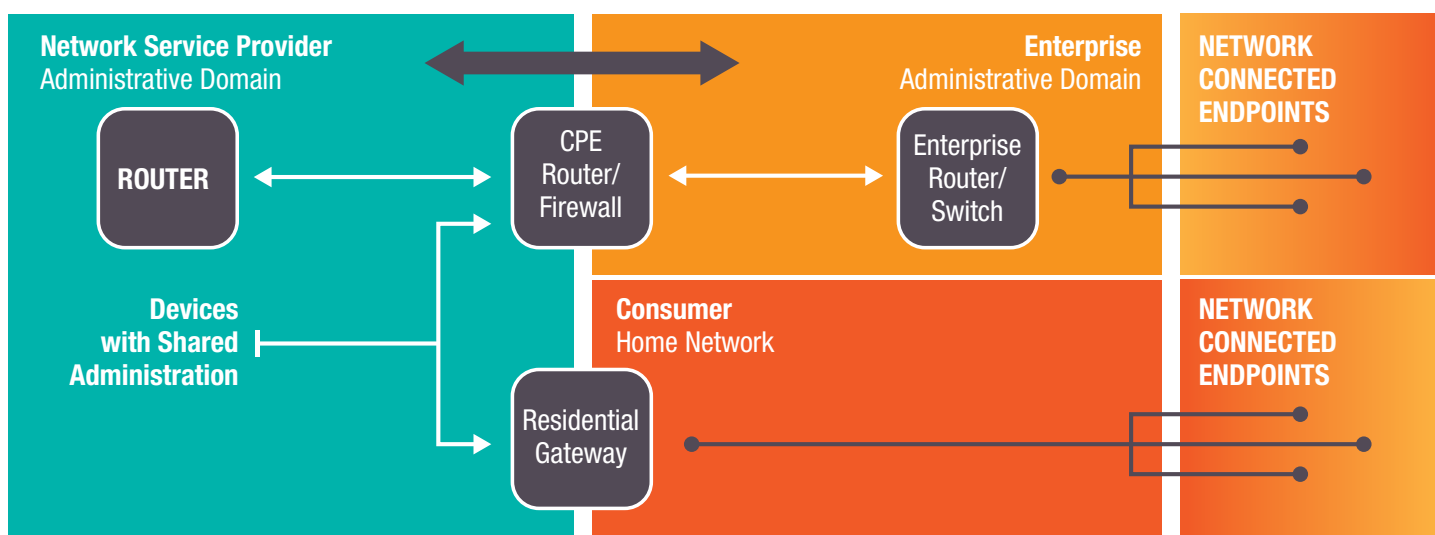 Network Service Provider
Administrative Domain
Enterprise
Administrative Domain
NETWORK
CONNECTED
ENDPOINTS
ROUTER
CPE
Router/
Firewall
Enterprise
Router/
Switch
Devices
with Shared
Administration
Consumer
Home Network
NETWORK
CONNECTED
ENDPOINTS
Residential
Gateway